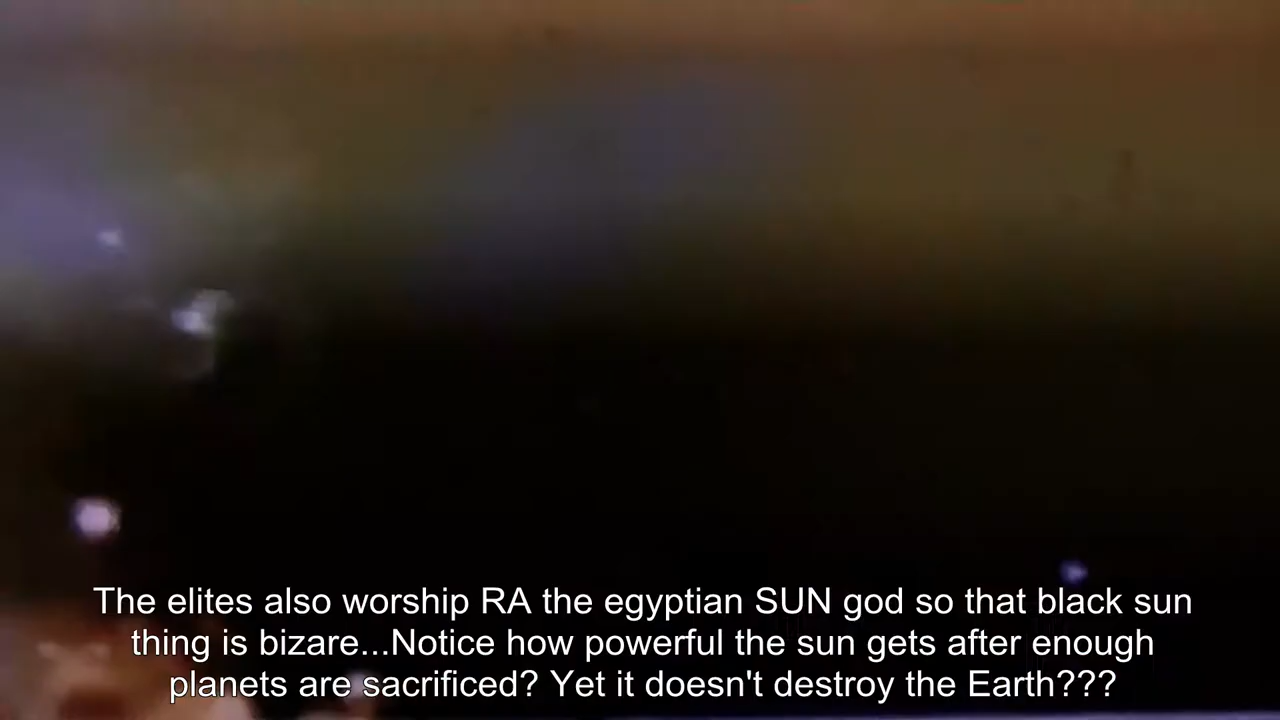 The elites also worship RA the egyptian SUN god so that black sun
thing is bizare...Notice how powerful the sun gets after enough
planets are sacrificed? Yet it doesn't destroy the Earth???